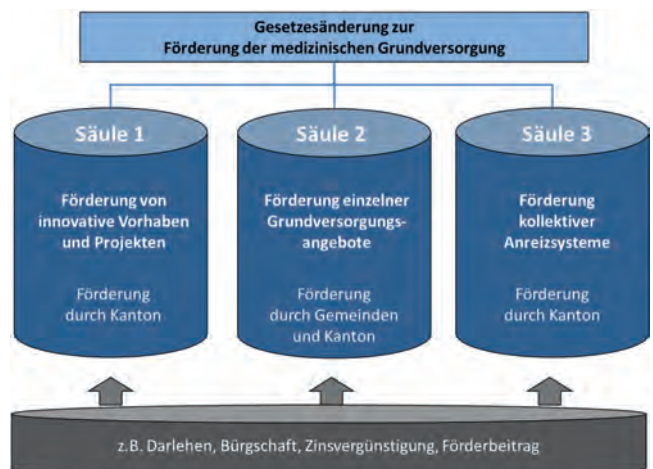 Gesetzesänderung zur
Förderung der medizinischen Grundversorgung
Säule 1
Förderung von
innovative Vorhaben
und Projekten
Förderung
durch Kanton
Säule 2
Förderung einzelner
Grundversorgungs-
angebote
Förderung
durch Gemeinden
und Kanton
Säule 3
Förderung
kollektiver
Anreizsysteme
Förderung
durch Kanton
z.B. Darlehen, Bürgschaft, Zinsvergünstigung, Förderbeitrag